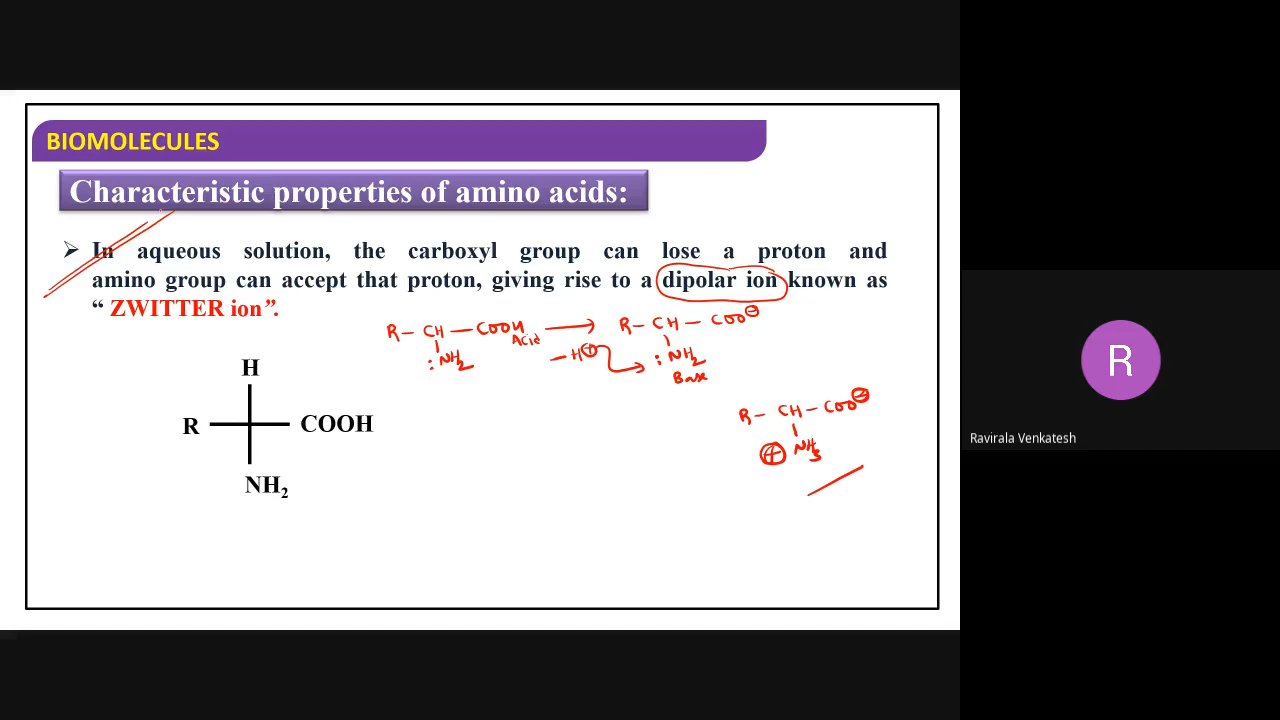 BIOMOLECULES
Characteristic properties of amino acids:
➢ In aqueous solution, the carboxyl group can lose a proton and
amino group can accept that proton, giving rise to a dipolar ion known as
“ ZWITTER ion”.
R – CH – COOH → R – CH – COO⊖
Acid
:NH2 – H⊕ :NH2
Base
H
R COOH
NH2
R – CH – COO⊖
⊕ NH3
R
Ravirala Venkatesh